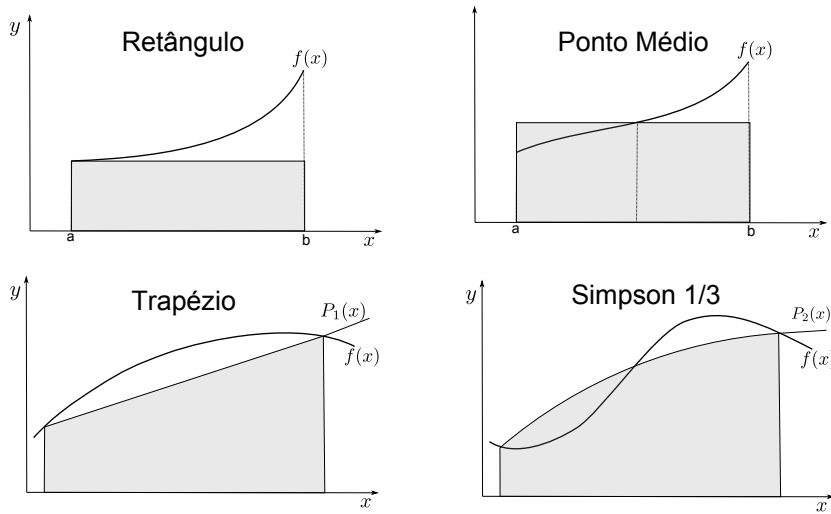 Retângulo
y
f(x)
a
b
x
Ponto Médio
f(x)
a
b
x
Trapézio
y
P₁(x)
f(x)
x
Simpson 1/3
y
P₂(x)
f(x)
x